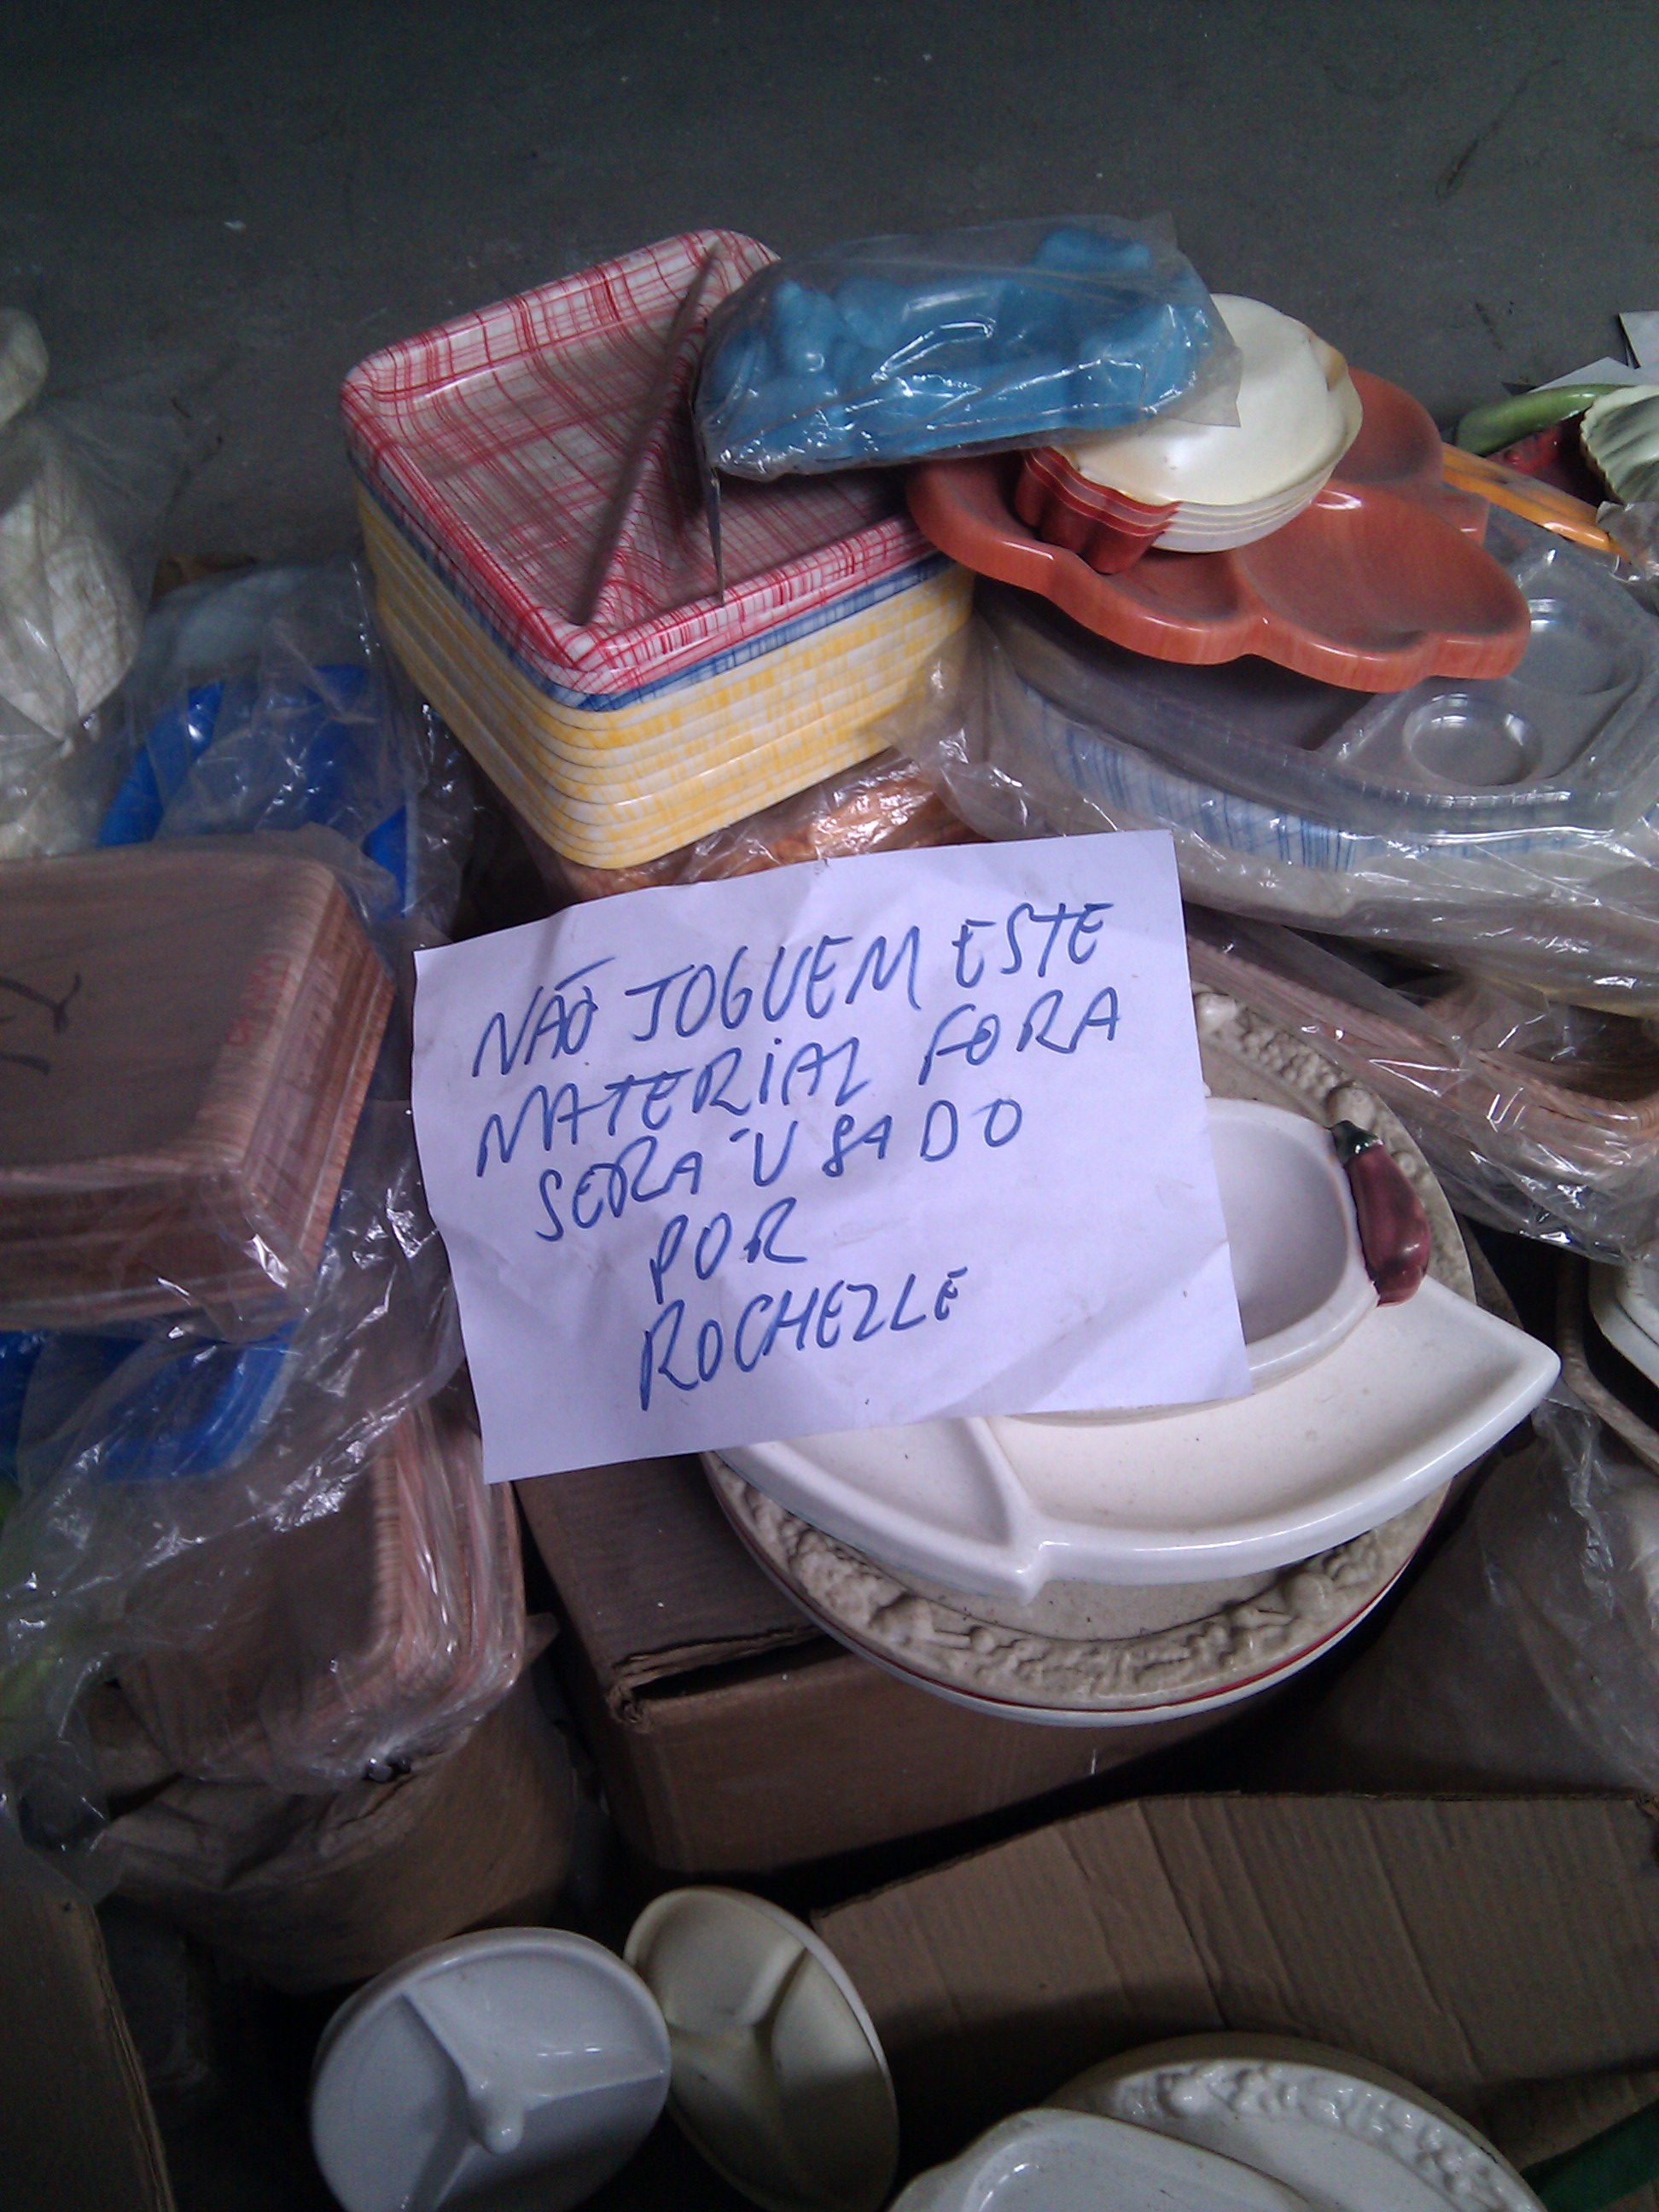 NÃO JOGUEM ESTE
MATERIAL FORA
SERÁ USADO
POR
ROCHELLE